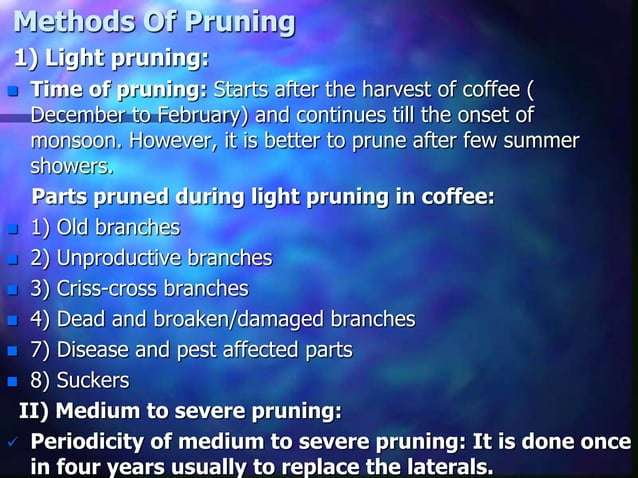 Methods Of Pruning
1) Light pruning:
Time of pruning: Starts after the harvest of coffee (
December to February) and continues till the onset of
monsoon. However, it is better to prune after few summer
showers.
Parts pruned during light pruning in coffee:
1) Old branches
2) Unproductive branches
3) Criss-cross branches
4) Dead and broaken/damaged branches
7) Disease and pest affected parts
8) Suckers
II) Medium to severe pruning:
Periodicity of medium to severe pruning: It is done once
in four years usually to replace the laterals.